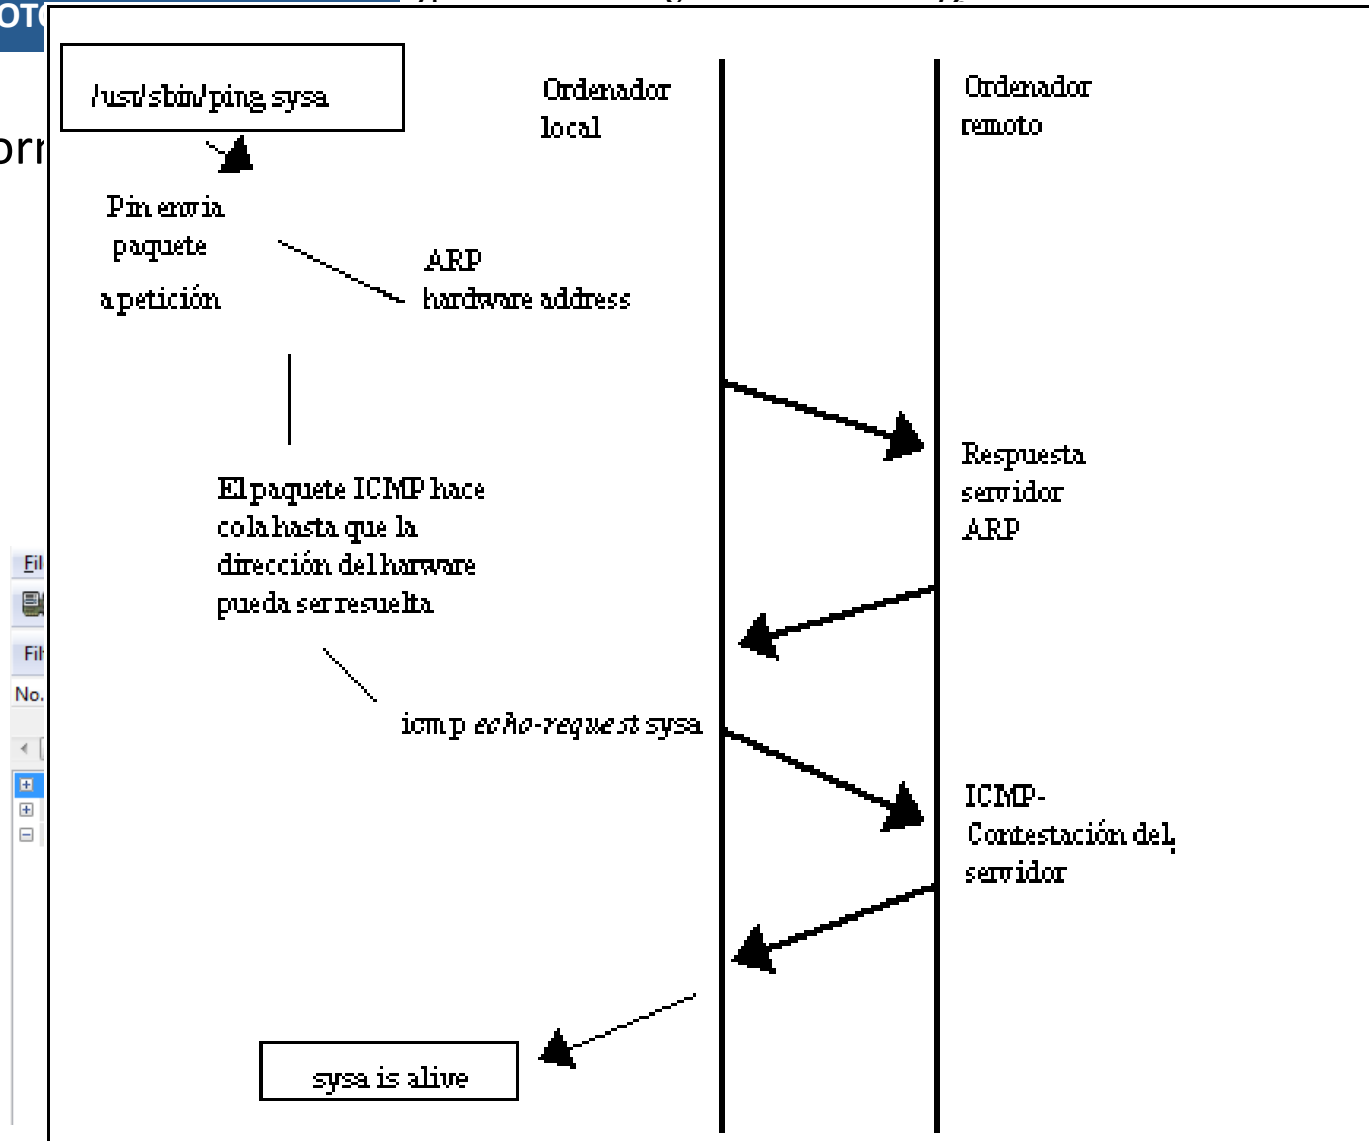 /usr/sbin/ping sysa
Ordenador
local
Ordenador
remoto
Pin envia
paquete
a petición
ARP
hardware address
Respuesta
servidor
ARP
El paquete ICMP hace
cola hasta que la
dirección del harware
pueda ser resuelta
icmp echo-request sysa
ICMP-
Contestación del
servidor
sysa is alive
No.